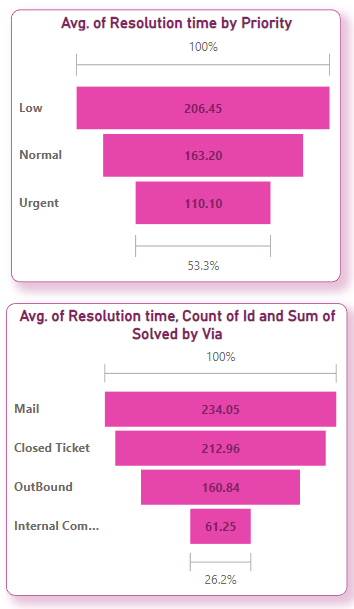 Avg. of Resolution time by Priority
100%
Low
206.45
Normal
163.20
Urgent
110.10
53.3%
Avg. of Resolution time, Count of Id and Sum of
Solved by Via
100%
Mail
234.05
Closed Ticket
212.96
OutBound
160.84
Internal Com...
61.25
26.2%